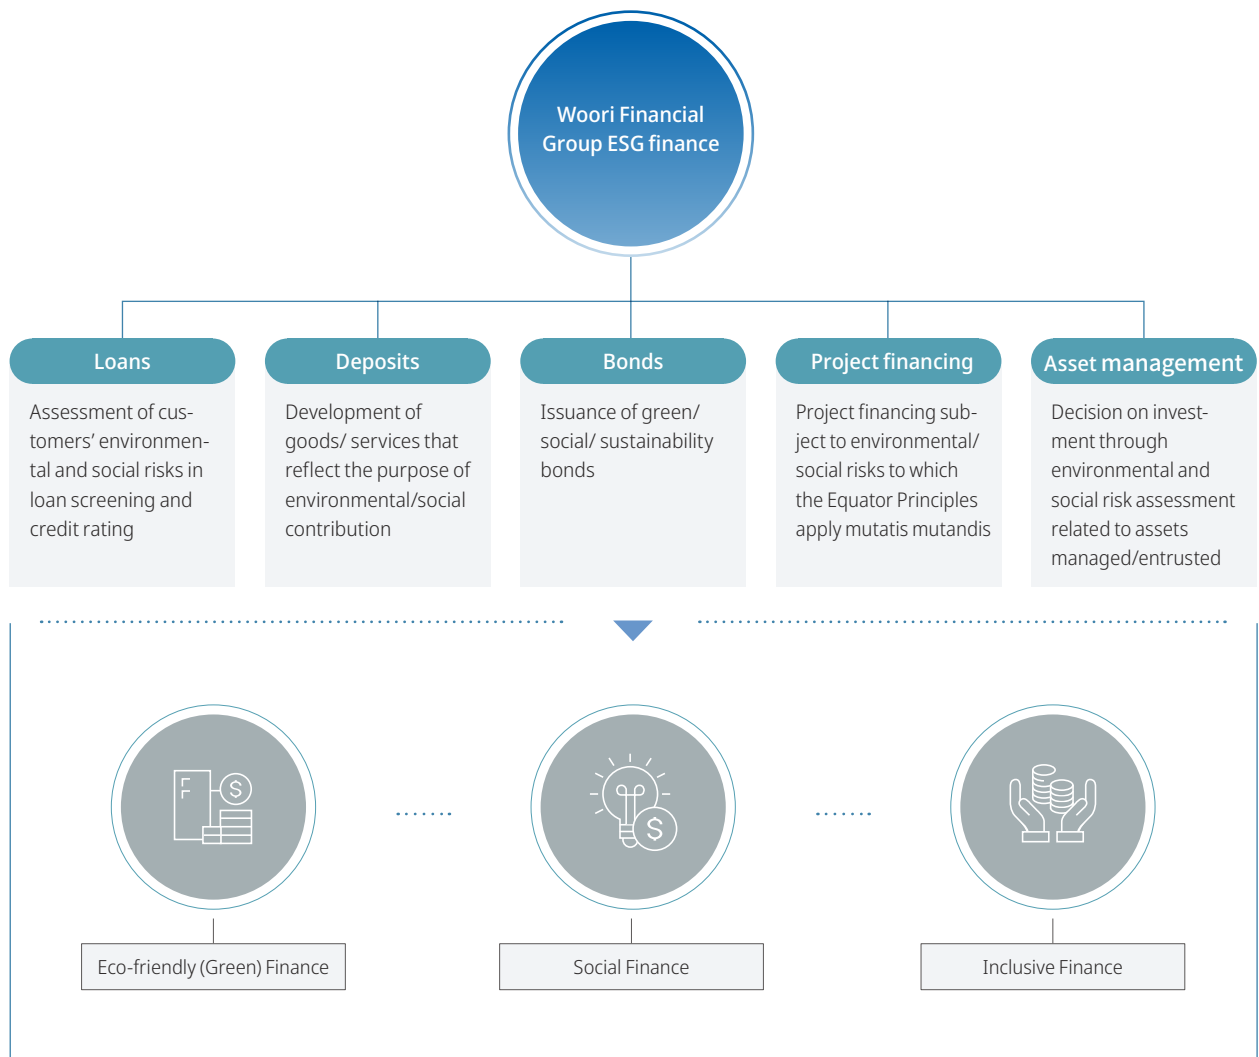 Woori Financial
Group ESG finance
Loans
Assessment of cus-
tomers’ environmen-
tal and social risks in
loan screening and
credit rating
Deposits
Development of
goods/ services that
reflect the purpose of
environmental/social
contribution
Bonds
Issuance of green/
social/ sustainability
bonds
Project financing
Project financing sub-
ject to environmental/
social risks to which
the Equator Principles
apply mutatis mutandis
Asset management
Decision on invest-
ment through
environmental and
social risk assessment
related to assets
managed/entrusted
$
$
Eco-friendly (Green) Finance
Social Finance
Inclusive Finance